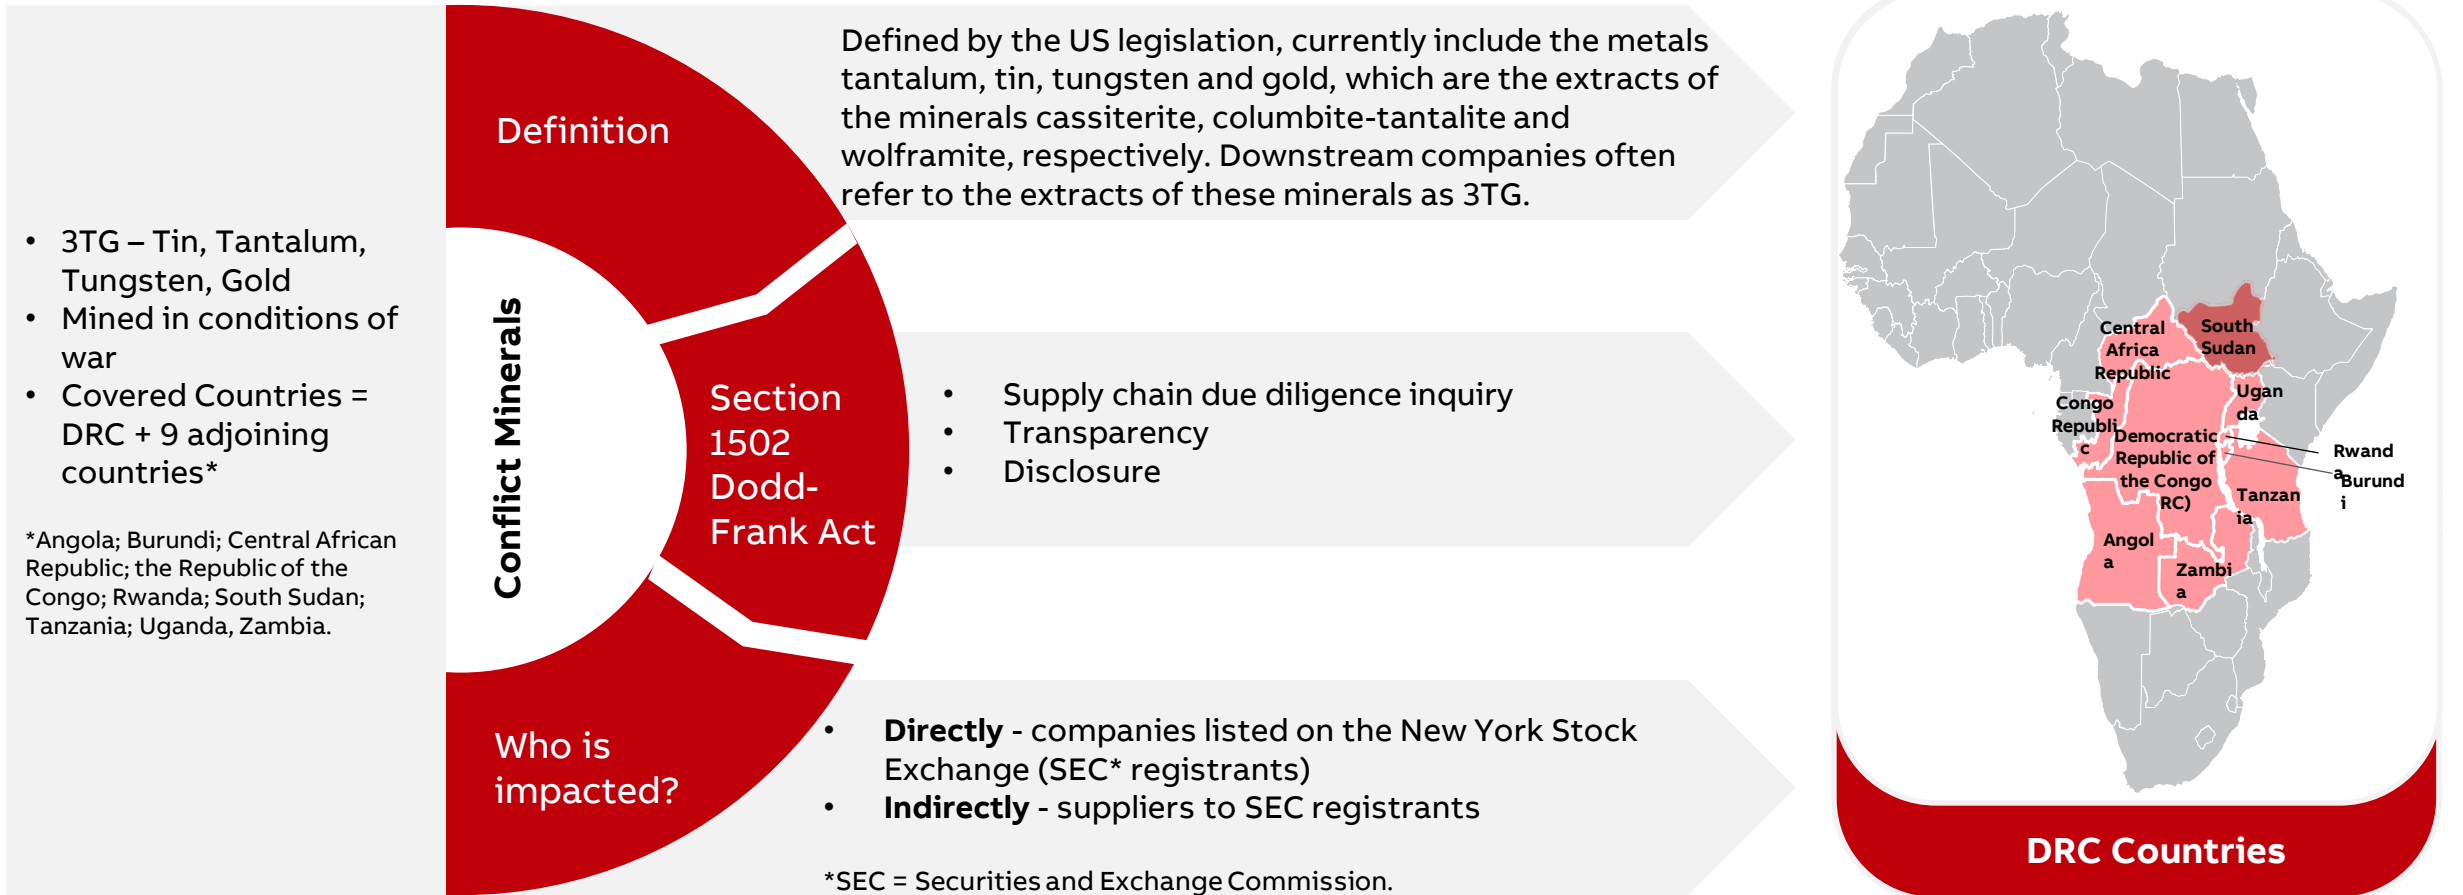 • 3TG – Tin, Tantalum,
Tungsten, Gold
• Mined in conditions of
war
• Covered Countries =
DRC + 9 adjoining
countries*
*Angola; Burundi; Central African
Republic; the Republic of the
Congo; Rwanda; South Sudan;
Tanzania; Uganda, Zambia.
Conflict Minerals
Definition
Defined by the US legislation, currently include the metals
tantalum, tin, tungsten and gold, which are the extracts of
the minerals cassiterite, columbite-tantalite and
wolframite, respectively. Downstream companies often
refer to the extracts of these minerals as 3TG.
Section
1502
Dodd-
Frank Act
• Supply chain due diligence inquiry
• Transparency
• Disclosure
Who is
impacted?
• Directly - companies listed on the New York Stock
Exchange (SEC* registrants)
• Indirectly - suppliers to SEC registrants
*SEC = Securities and Exchange Commission.
Central
Africa
Republic
South
Sudan
Ugan
da
Congo
Republi
c
Democratic
Republic of
the Congo
RC)
Rwand
a
Burund
i
Tanzan
ia
Angol
a
Zambi
a
DRC Countries